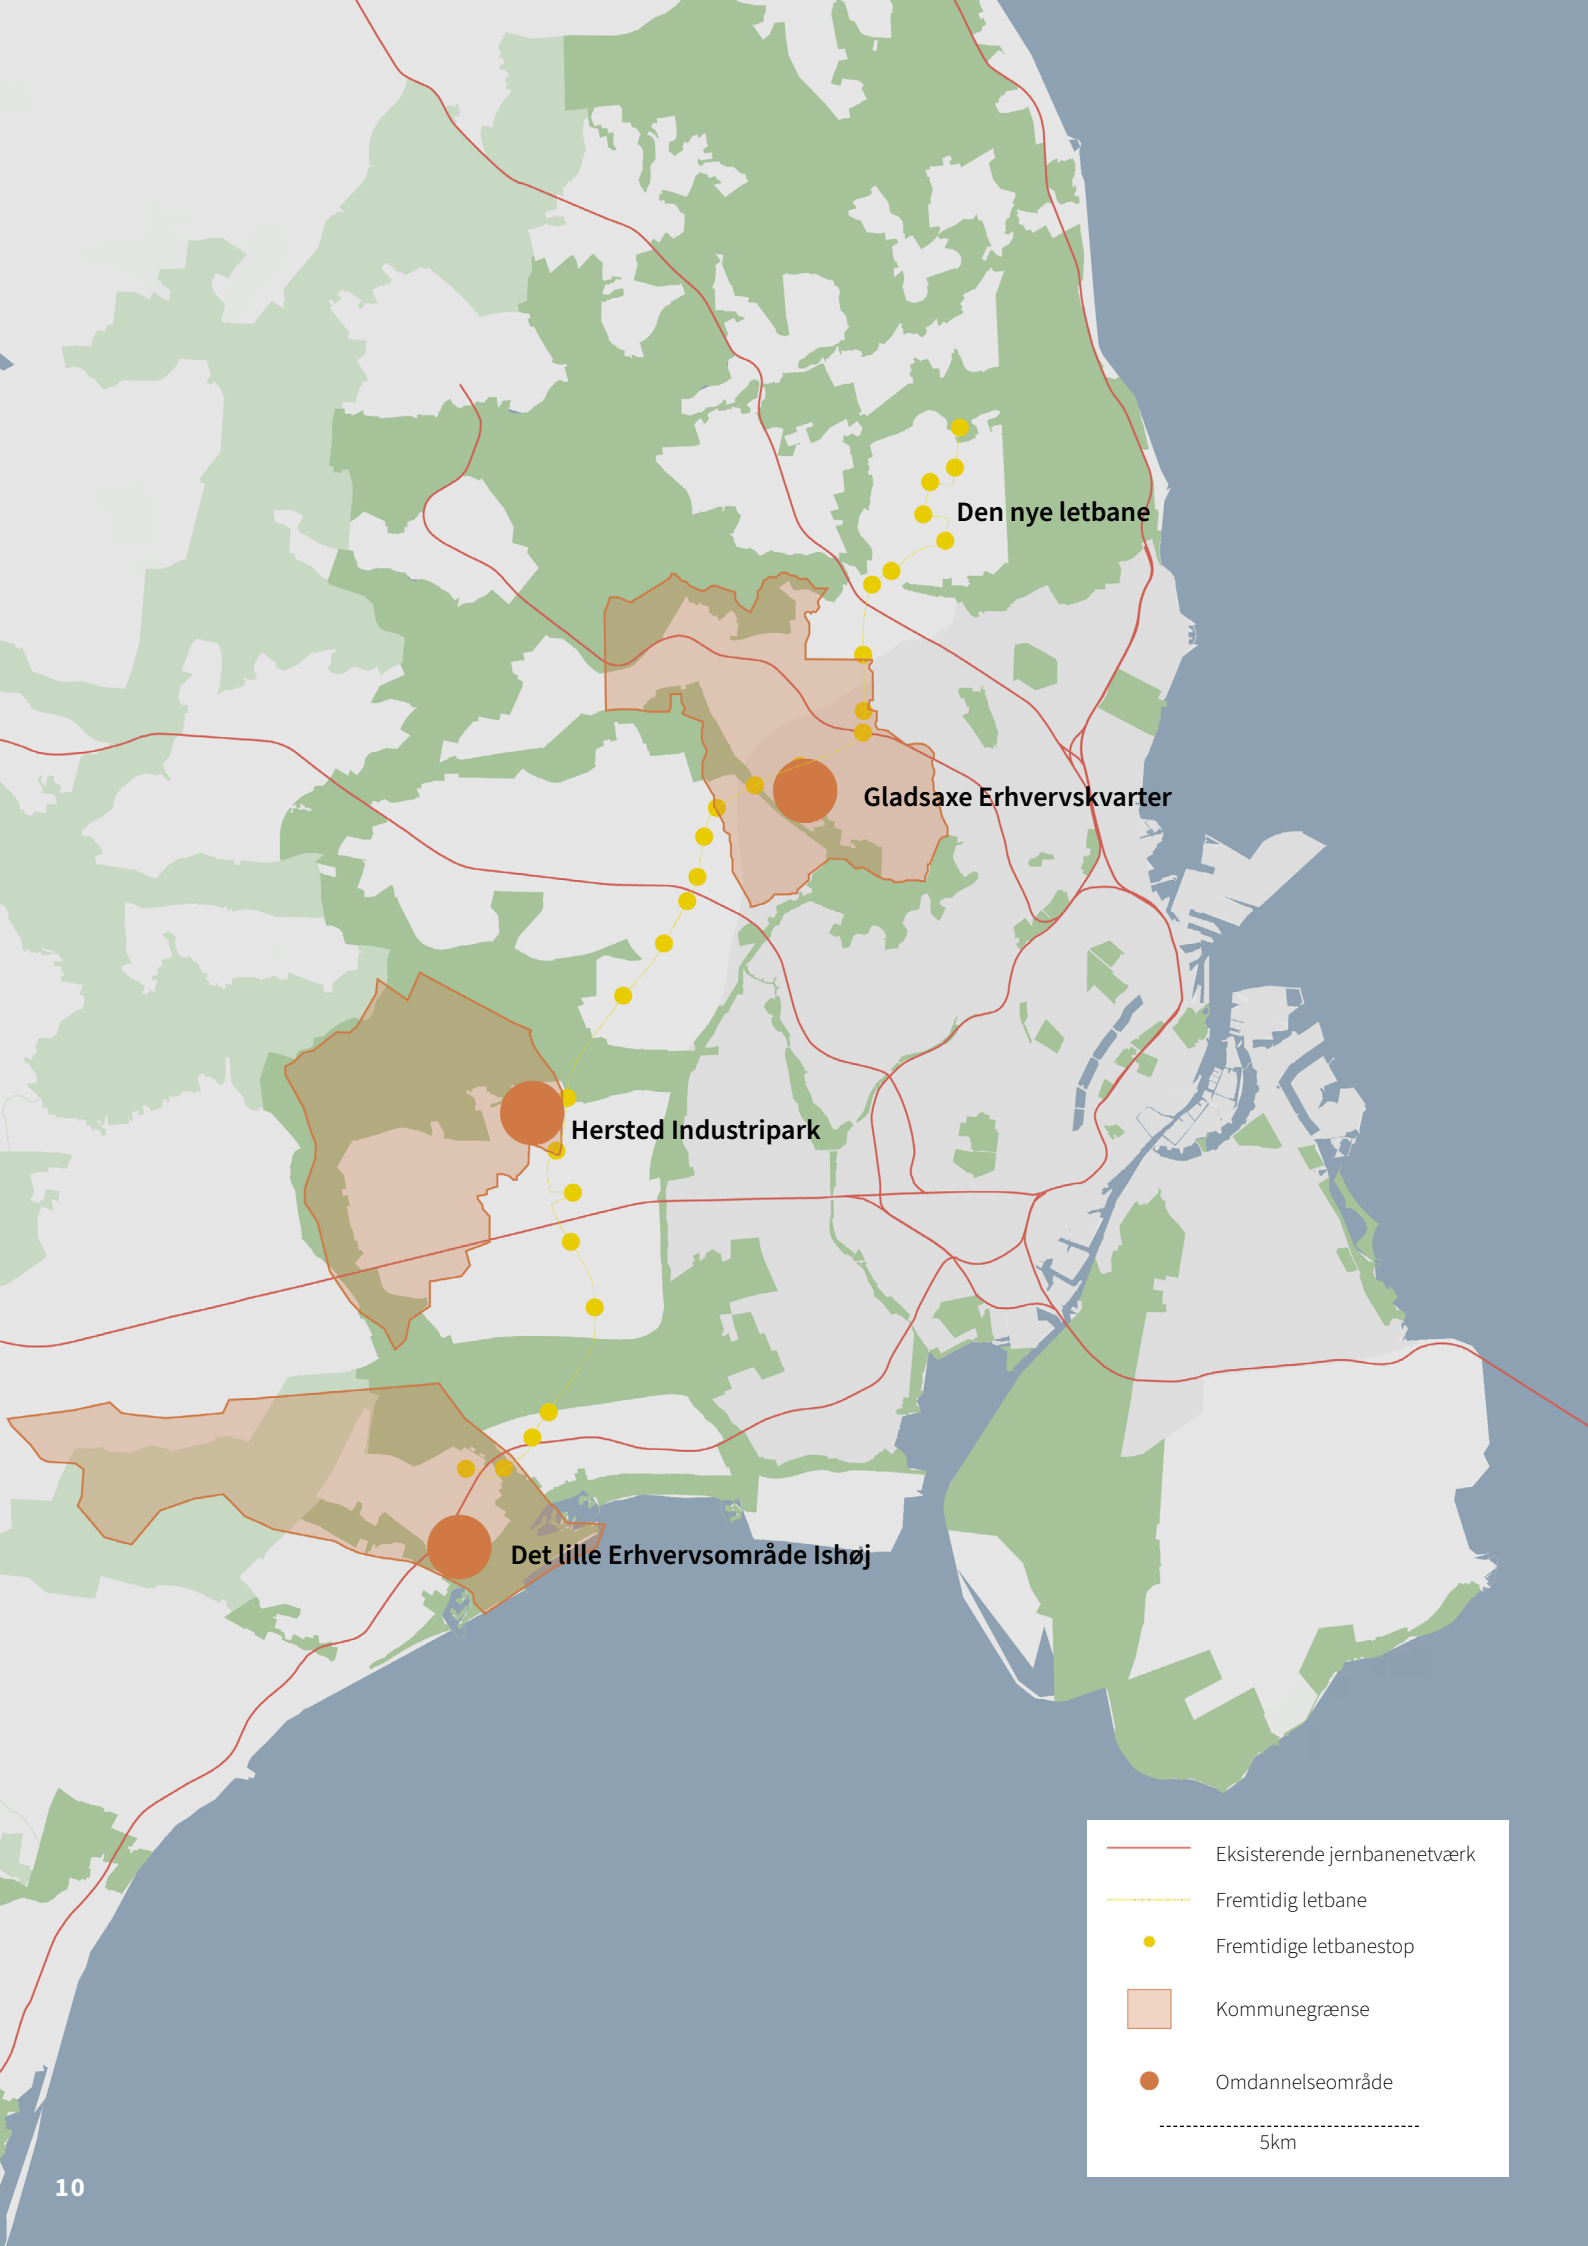 Den nye letbane
Gladsaxe Erhvervskvarter
Hersted Industripark
Det lille Erhvervsområde Ishøj
Eksisterende jernbanenetværk
Fremtidig letbane
Fremtidige letbanestop
Kommunegrænse
Omdannelseområde
5km
10